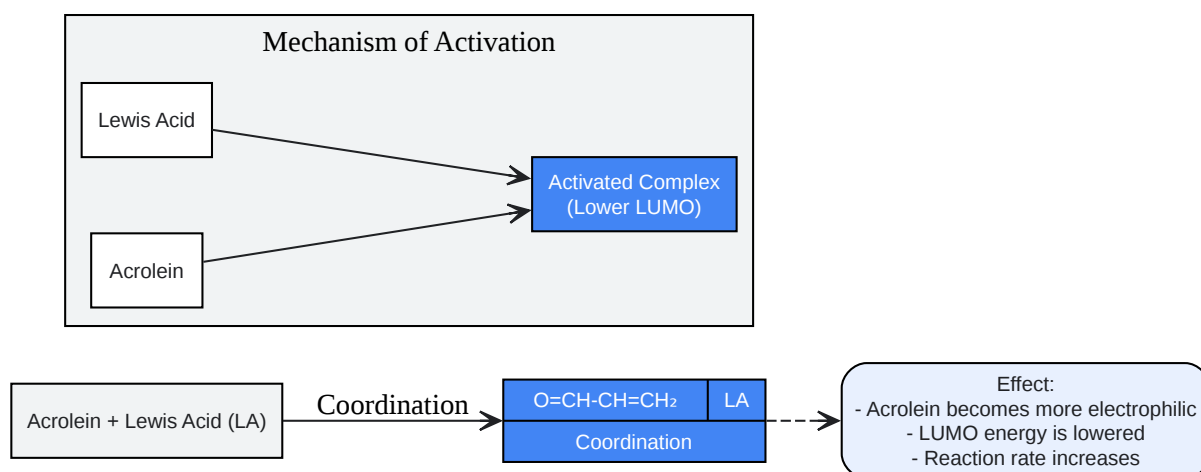 Mechanism of Activation
Lewis Acid
Activated Complex
(Lower LUMO)
Acrolein
Acrolein + Lewis Acid (LA)
Coordination
O=CH-CH=CH₂
LA
Coordination
Effect:
- Acrolein becomes more electrophilic
- LUMO energy is lowered
- Reaction rate increases